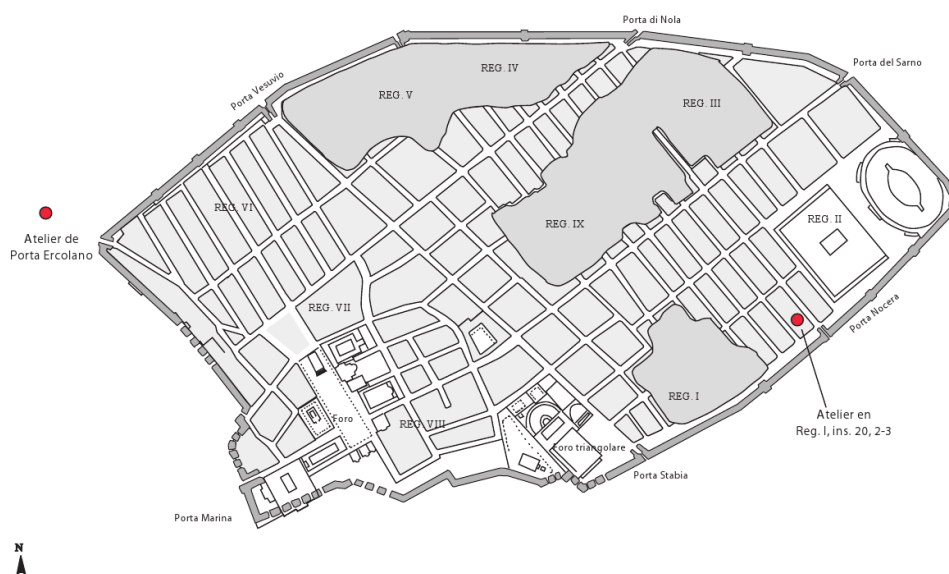 Porta di Nola
Porta del Sarno
REG. IV
REG. V
Porta Vesuvio
REG. III
REG. VI
REG. II
REG. IX
Atelier de
Porta Ercolano
REG. VII
Porta Nocera
REG. I
Atelier en
Reg. I, ins. 20, 2-3
Foro
REG. VIII
Foro triangolare
Porta Stabia
Porta Marina
N